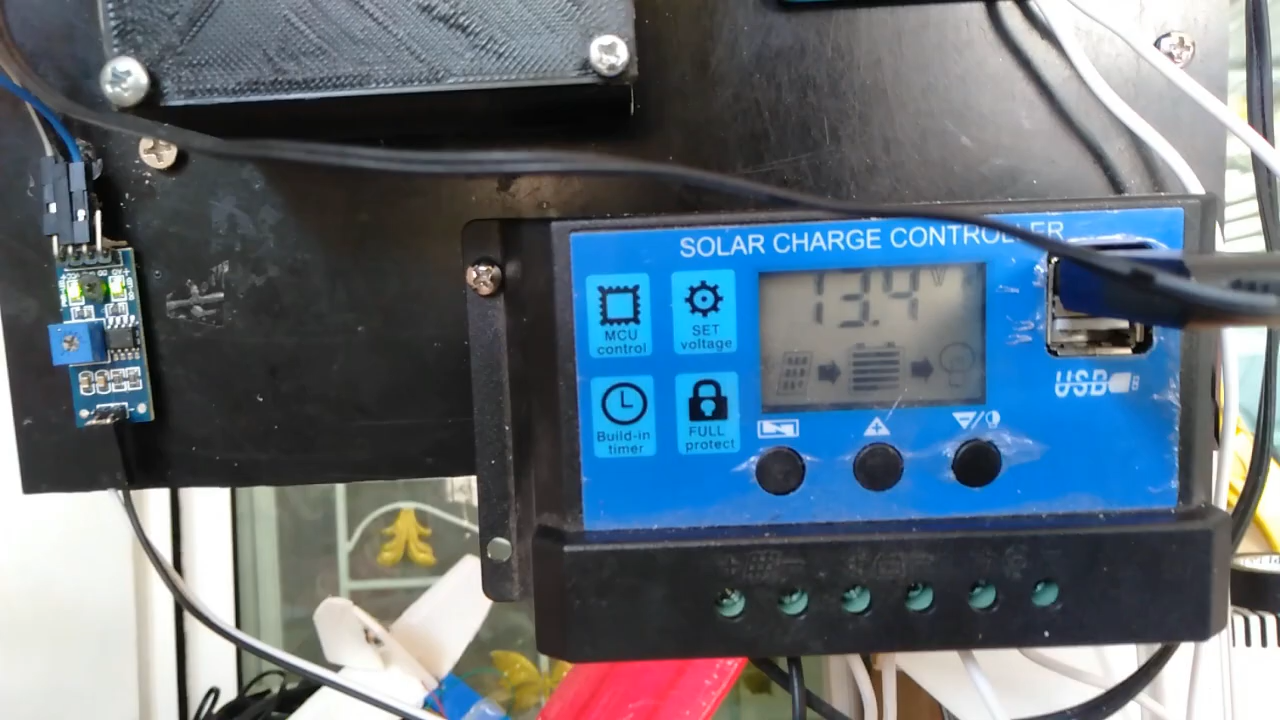 SOLAR CHARGE CONTROLLER
MCU
control
SET
voltage
13.4 V
Build-in
timer
FULL
protect
USB